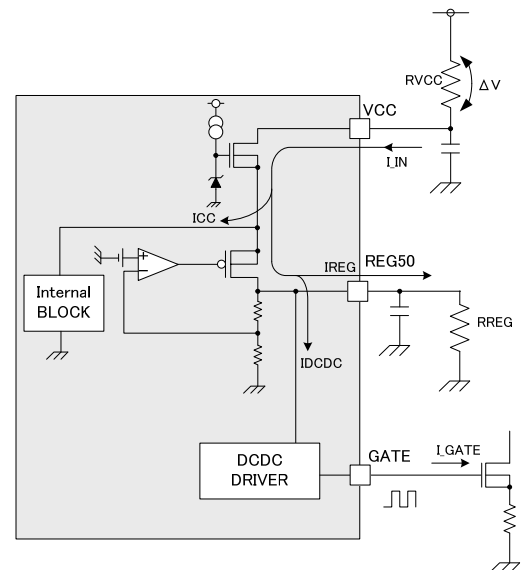 RVCC
ΔV
VCC
I_IN
ICC
IREG
REG50
+
−
Internal
BLOCK
RREG
IDCDC
DCDC
DRIVER
GATE
I_GATE